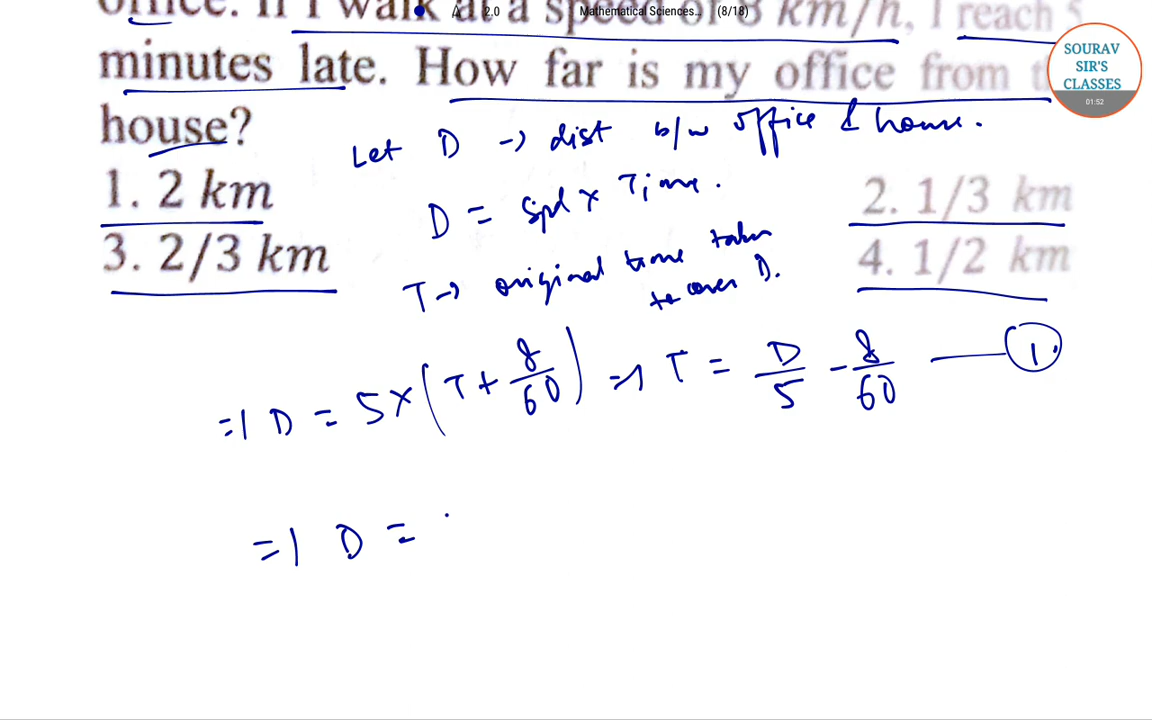 office. If I walk at a speed of 3 km/h, I reach 5
A 2.0 Mathematical Sciences... (8/18)
SOURAV
SIR'S
CLASSES
01:52
minutes late. How far is my office from
house?
Let D → dist b/w office & home.
1. 2 km
D = Spd × Time.
2. 1/3 km
3. 2/3 km
T → original time taken
to cover D.
4. 1/2 km
⇒ D = 5 × (T + 8/60) ⇒ T = D/5 - 8/60 — (1)
⇒ D =